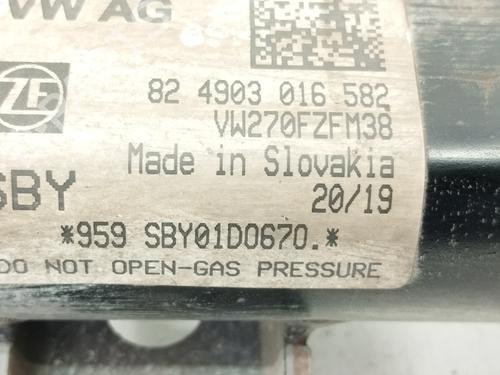 VW AG
ZF
82 4903 016 582
VW270FZFM38
Made in Slovakia
SBY
20/19
*959 SBY01D0670.*
DO NOT OPEN-GAS PRESSURE